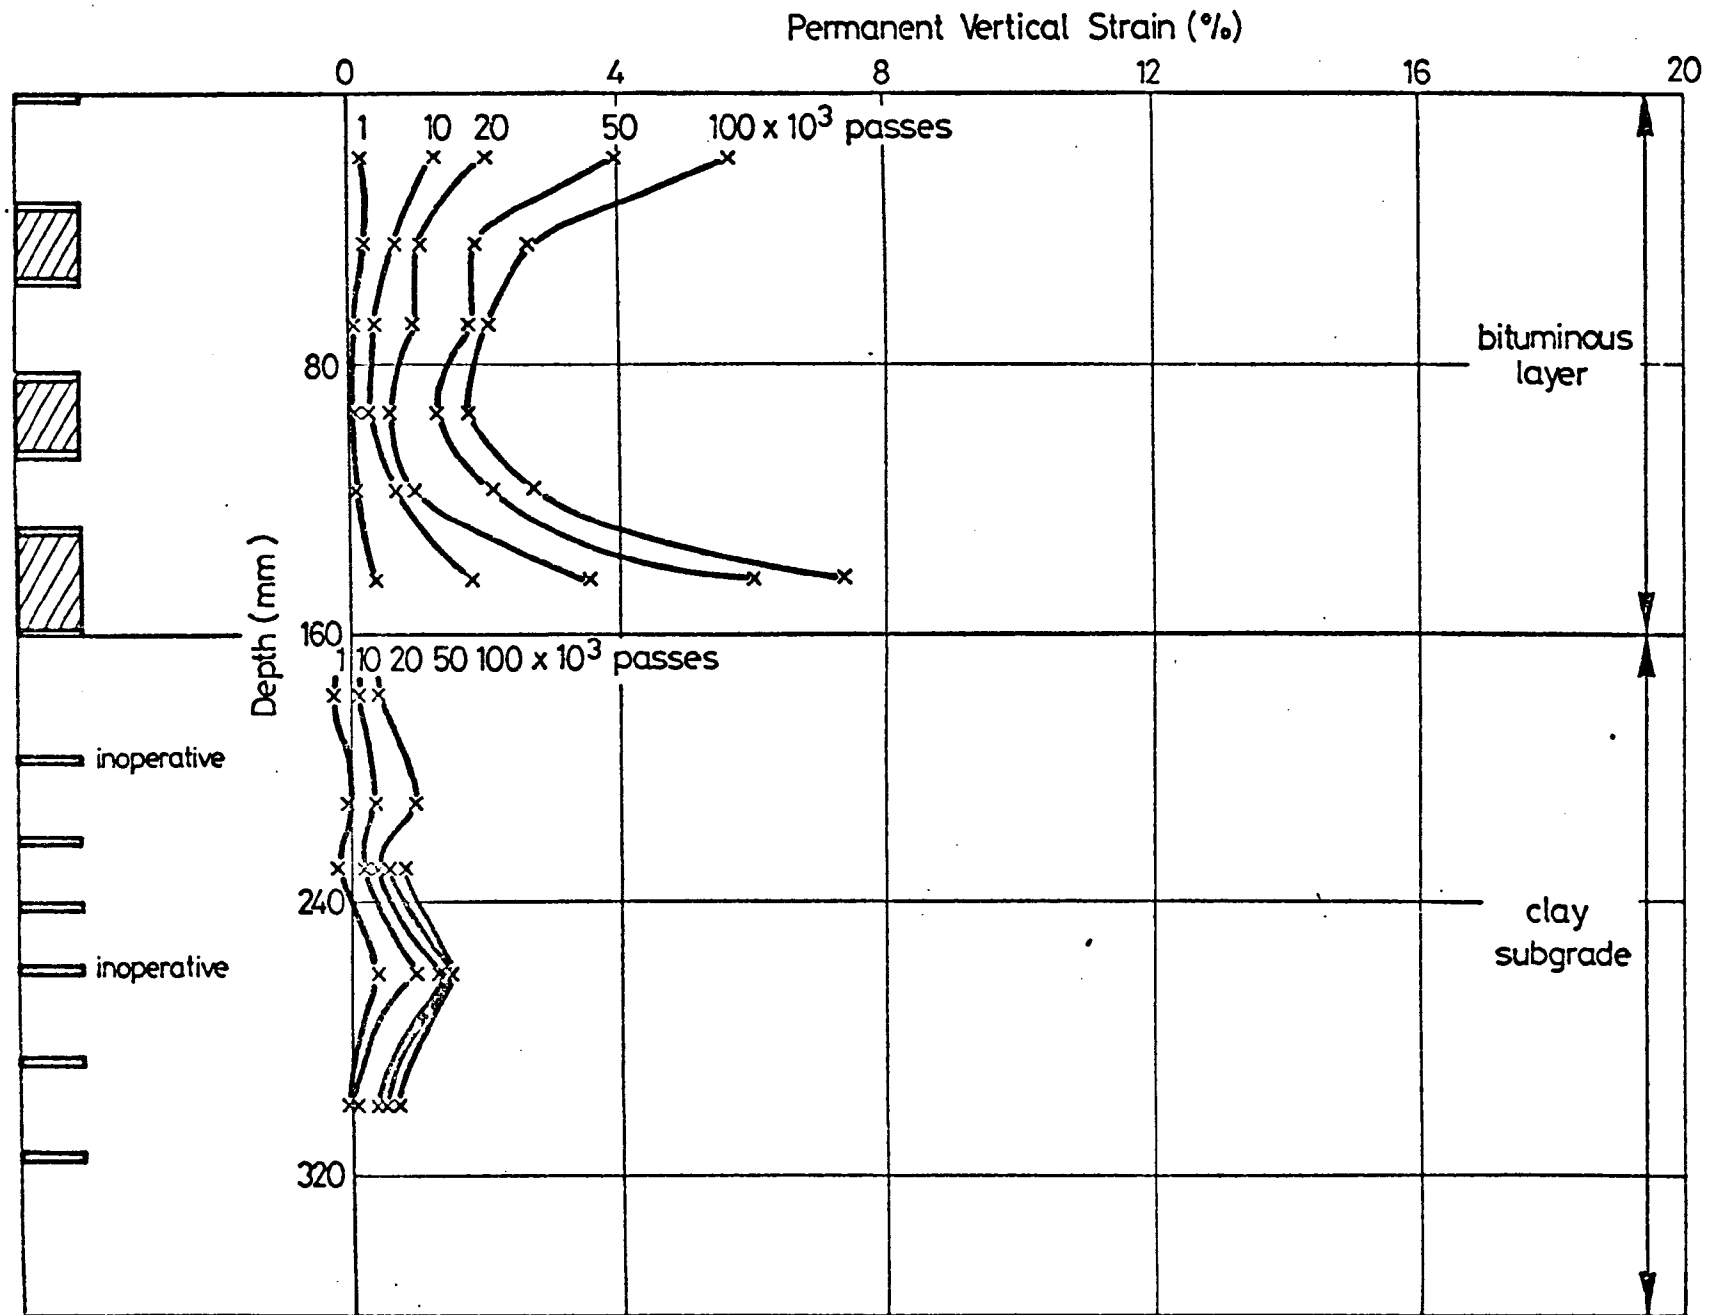 Permanent Vertical Strain (%)
0 4 8 12 16 20
1 10 20 50 100 x 10³ passes
80
bituminous
layer
Depth (mm)
160
1 10 20 50 100 x 10³ passes
inoperative
240
clay
subgrade
inoperative
320